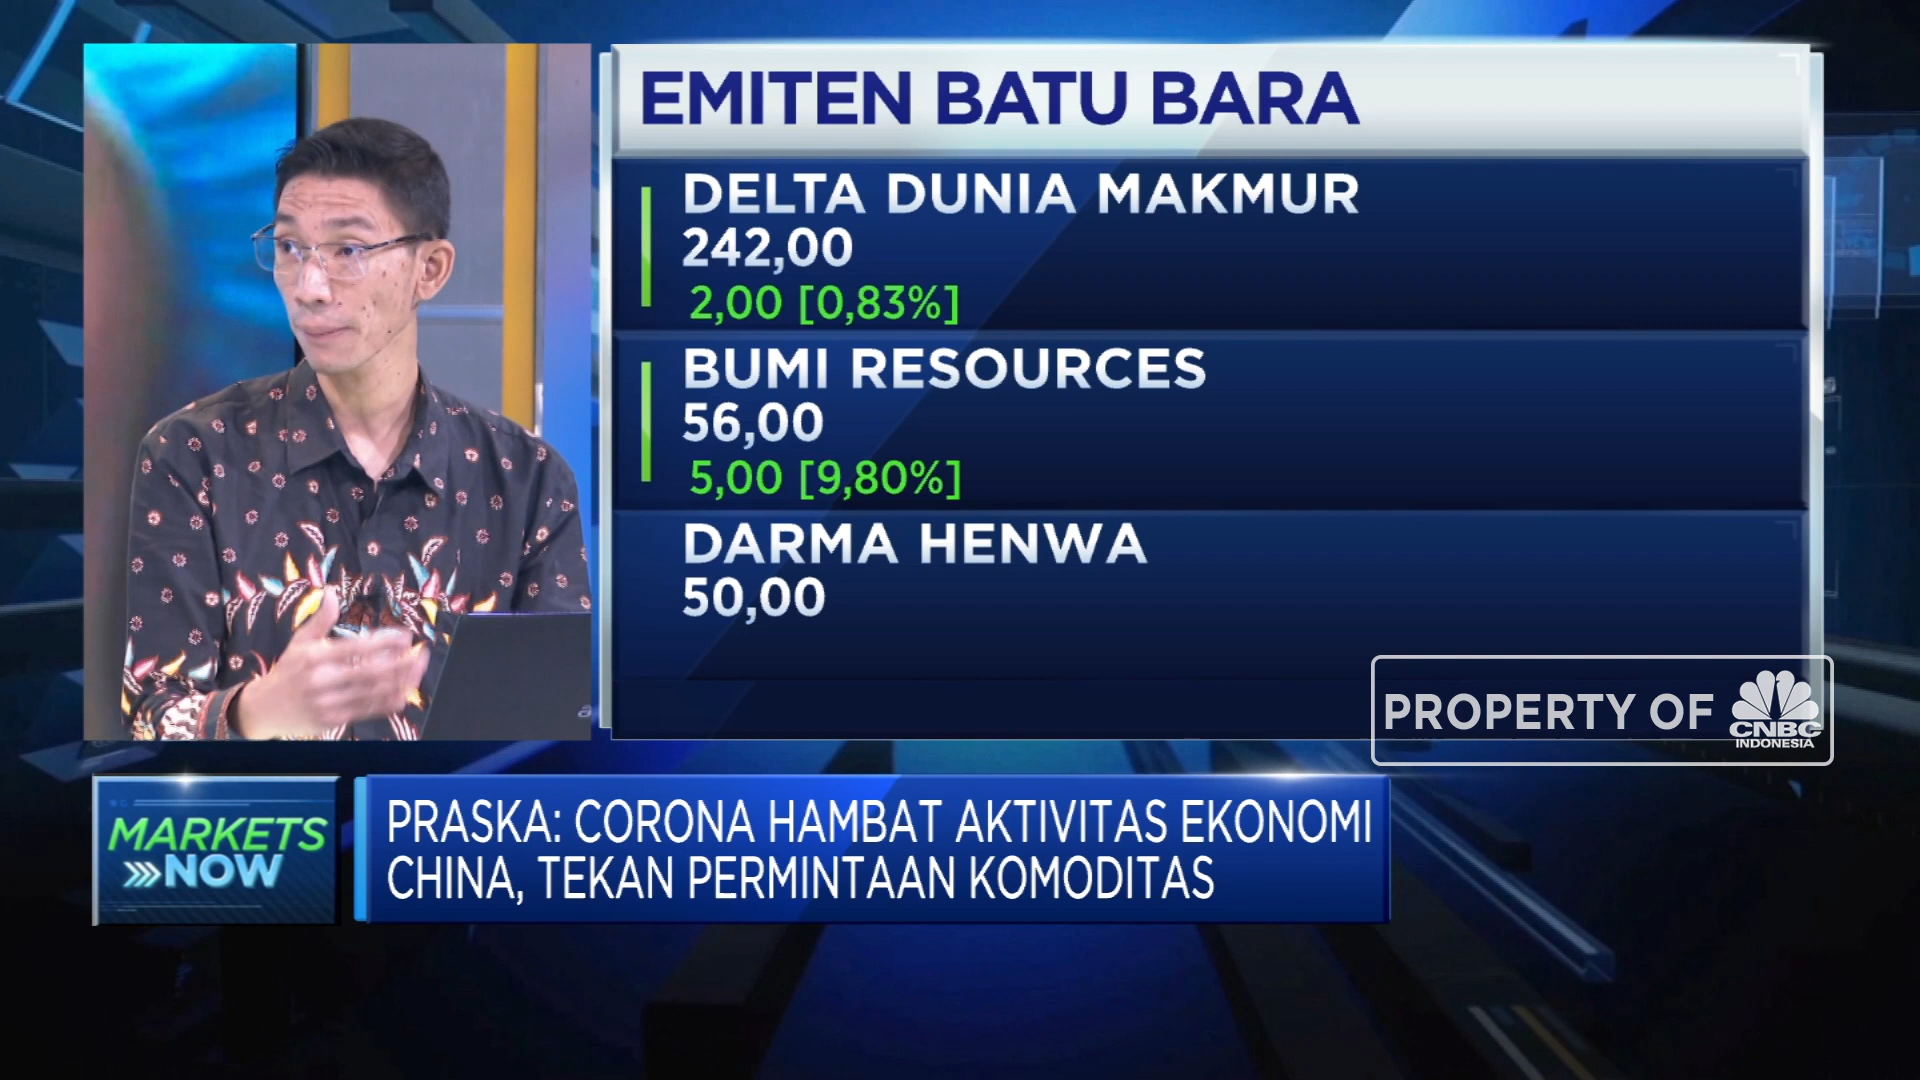 EMITEN BATU BARA
DELTA DUNIA MAKMUR
242,00
2,00 [0,83%]
BUMI RESOURCES
56,00
5,00 [9,80%]
DARMA HENWA
50,00
PROPERTY OF
CNBC
INDONESIA
MARKETS
NOW
PRASKA: CORONA HAMBAT AKTIVITAS EKONOMI
CHINA, TEKAN PERMINTAAN KOMODITAS